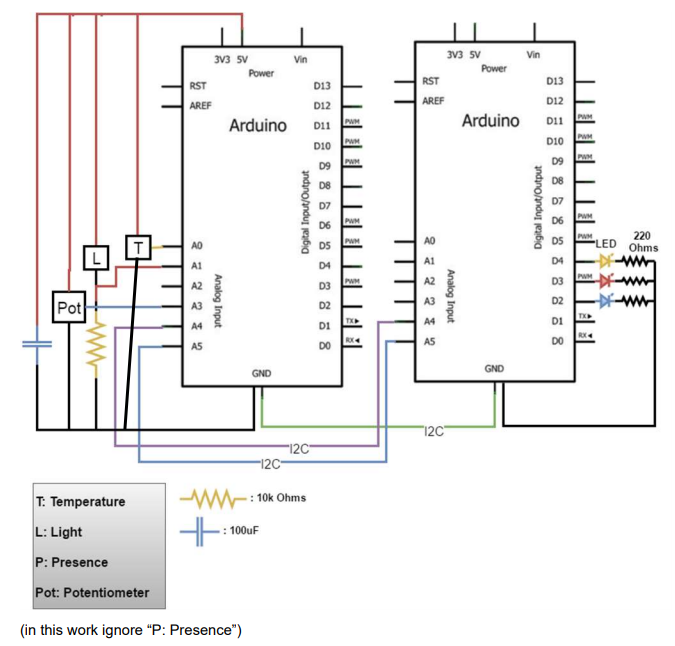 3V3 5V Vin
Power
RST
AREF
Arduino
D13
D12
D11 PWM
D10 PWM
D9 PWM
D8
D7
D6 PWM
D5 PWM
D4
D3 PWM
D2
D1 TX▶
D0 RX◀
Digital Input/Output
A0
A1
A2
A3
A4
A5
Analog Input
GND
T
L
Pot
3V3 5V Vin
Power
RST
AREF
Arduino
D13
D12
D11 PWM
D10 PWM
D9 PWM
D8
D7
D6 PWM
D5 PWM
D4
D3 PWM
D2
D1 TX▶
D0 RX◀
Digital Input/Output
A0
A1
A2
A3
A4
A5
Analog Input
GND
LED
220
Ohms
I2C
I2C
I2C
T: Temperature
L: Light
P: Presence
Pot: Potentiometer
: 10k Ohms
: 100uF
(in this work ignore “P: Presence”)